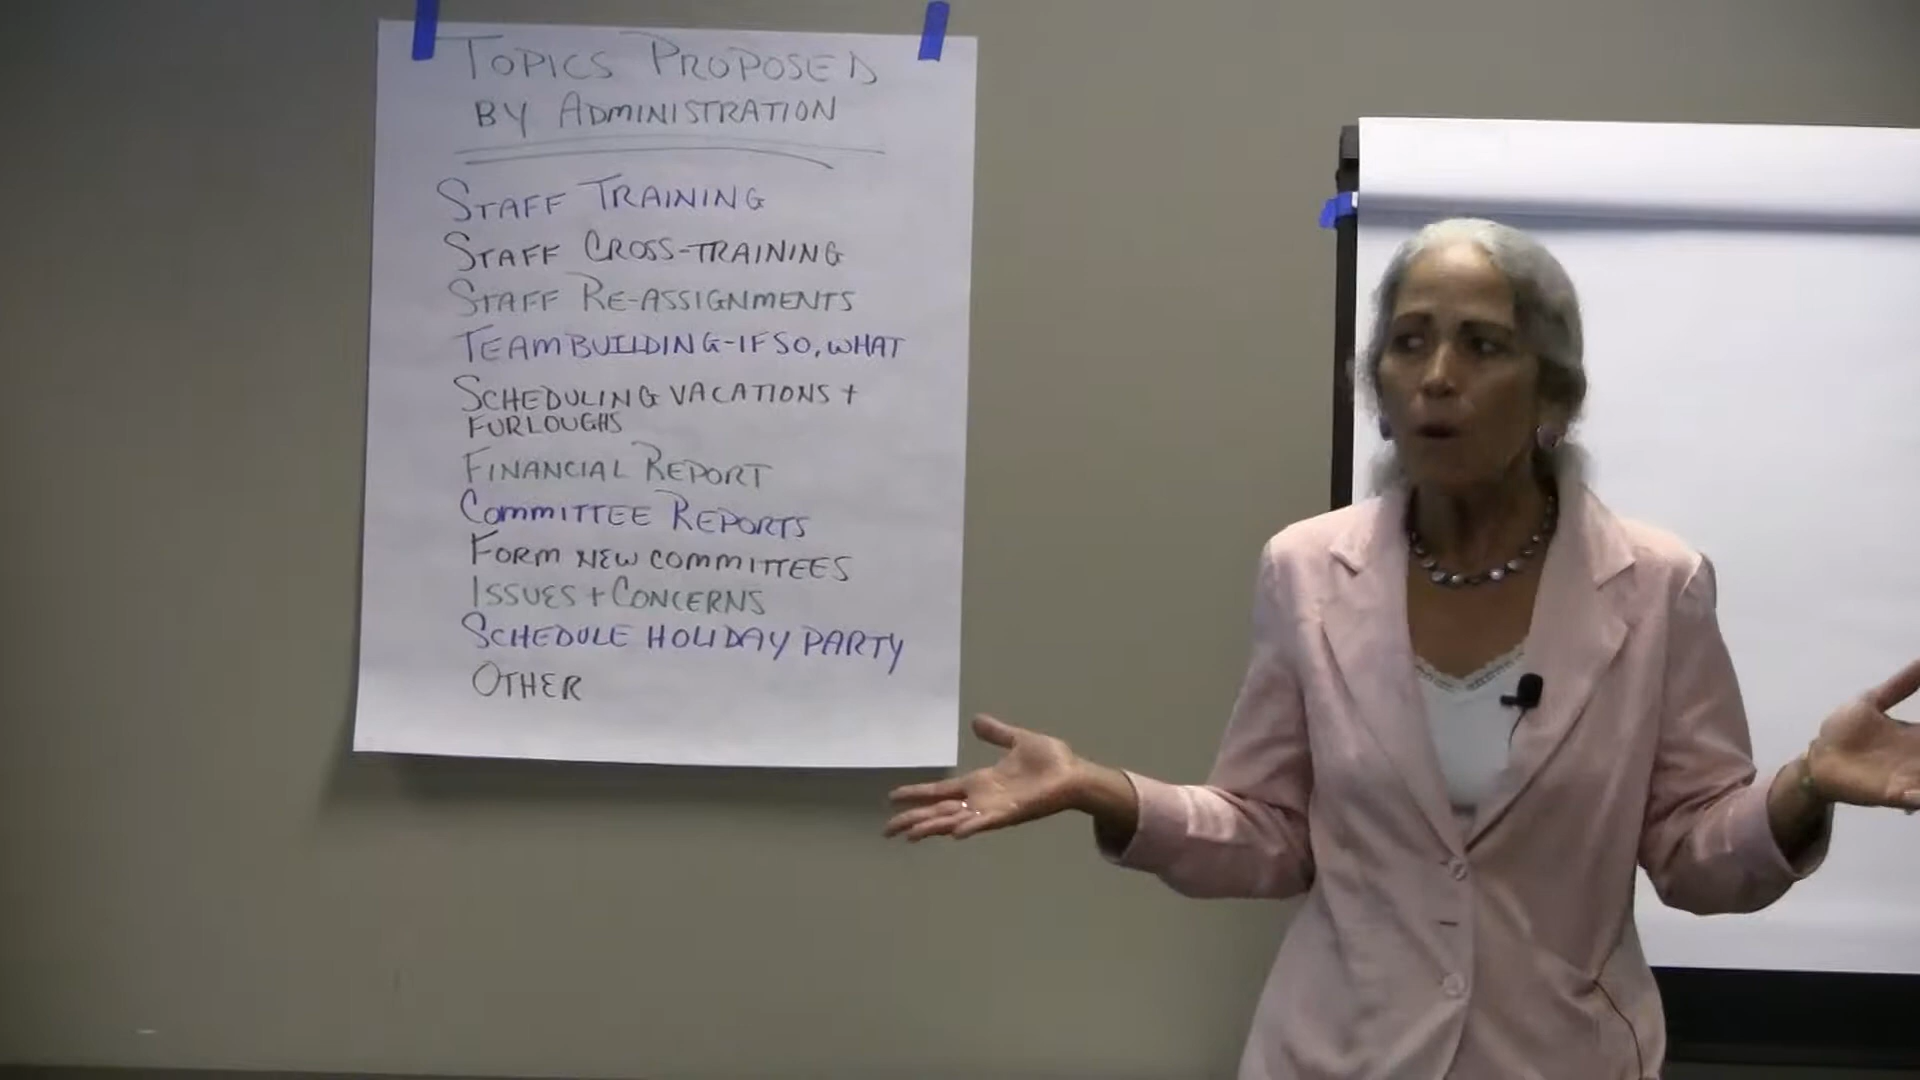 TOPICS PROPOSED
BY ADMINISTRATION
STAFF TRAINING
STAFF CROSS-TRAINING
STAFF RE-ASSIGNMENTS
TEAMBUILDING-IF SO, WHAT
SCHEDULING VACATIONS +
FURLOUGHS
FINANCIAL REPORT
COMMITTEE REPORTS
FORM NEW COMMITTEES
ISSUES + CONCERNS
SCHEDULE HOLIDAY PARTY
OTHER